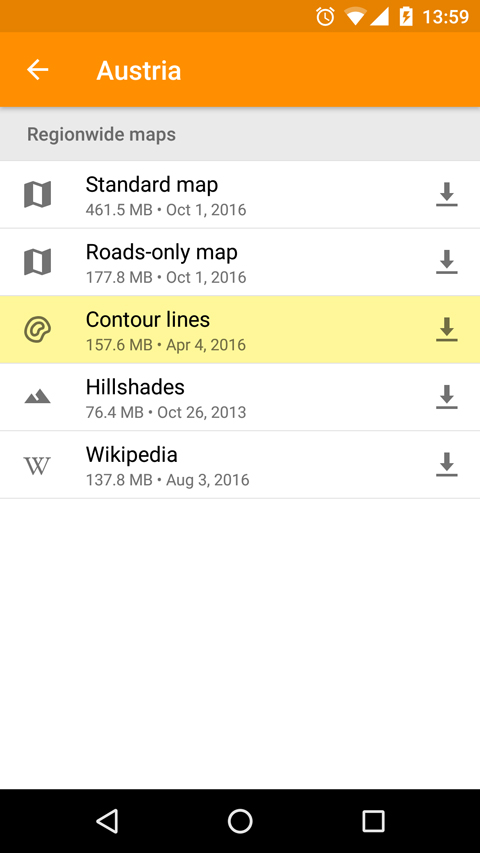 13:59
Austria
Regionwide maps
Standard map
461.5 MB • Oct 1, 2016
Roads-only map
177.8 MB • Oct 1, 2016
Contour lines
157.6 MB • Apr 4, 2016
Hillshades
76.4 MB • Oct 26, 2013
W Wikipedia
137.8 MB • Aug 3, 2016